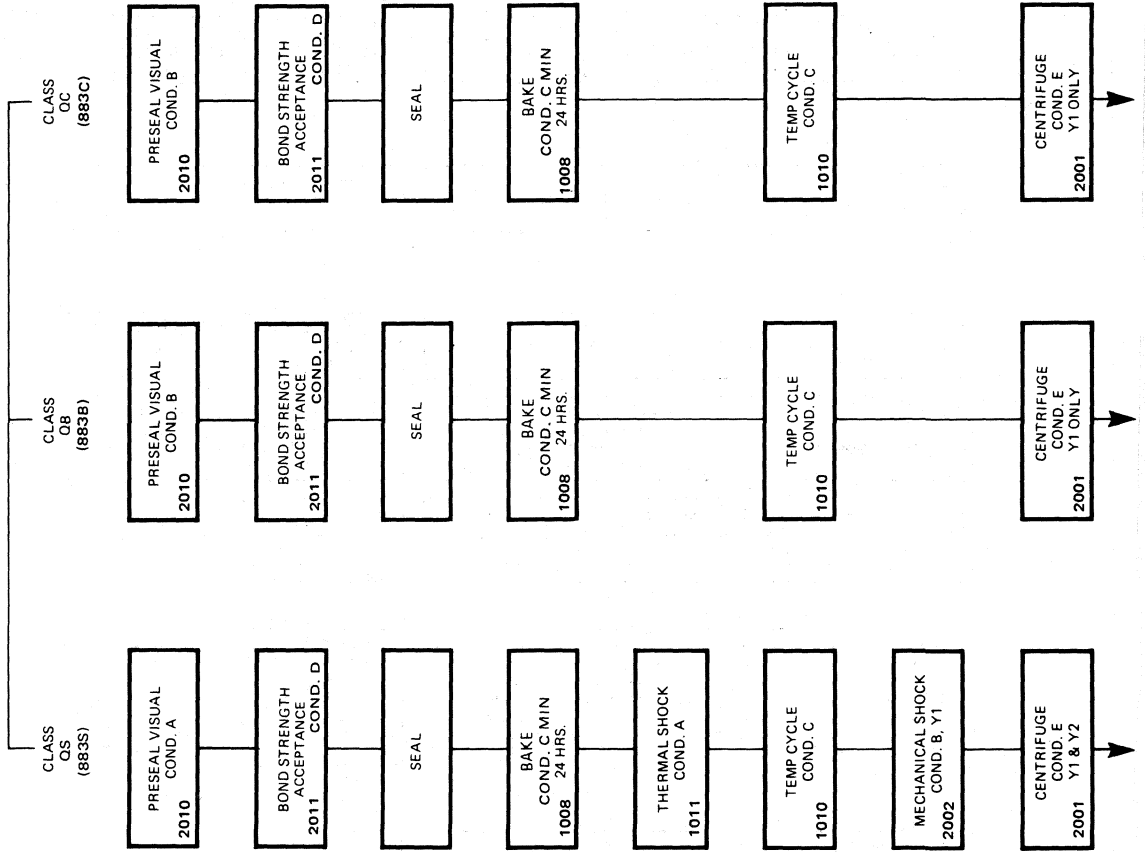 CLASS
QS
(883S)
PRESEAL VISUAL
COND. A
2010
BOND STRENGTH
ACCEPTANCE
2011 COND. D
SEAL
BAKE
COND. C MIN
24 HRS.
1008
THERMAL SHOCK
COND. A
1011
TEMP CYCLE
COND. C
1010
MECHANICAL SHOCK
COND. B, Y1
2002
CENTRIFUGE
COND. E
Y1 & Y2
2001
CLASS
QB
(883B)
PRESEAL VISUAL
COND. B
2010
BOND STRENGTH
ACCEPTANCE
2011 COND. D
SEAL
BAKE
COND. C MIN
24 HRS.
1008
TEMP CYCLE
COND. C
1010
CENTRIFUGE
COND. E
Y1 ONLY
2001
CLASS
QC
(883C)
PRESEAL VISUAL
COND. B
2010
BOND STRENGTH
ACCEPTANCE
2011 COND. D
SEAL
BAKE
COND. C MIN
24 HRS.
1008
TEMP CYCLE
COND. C
1010
CENTRIFUGE
COND. E
Y1 ONLY
2001